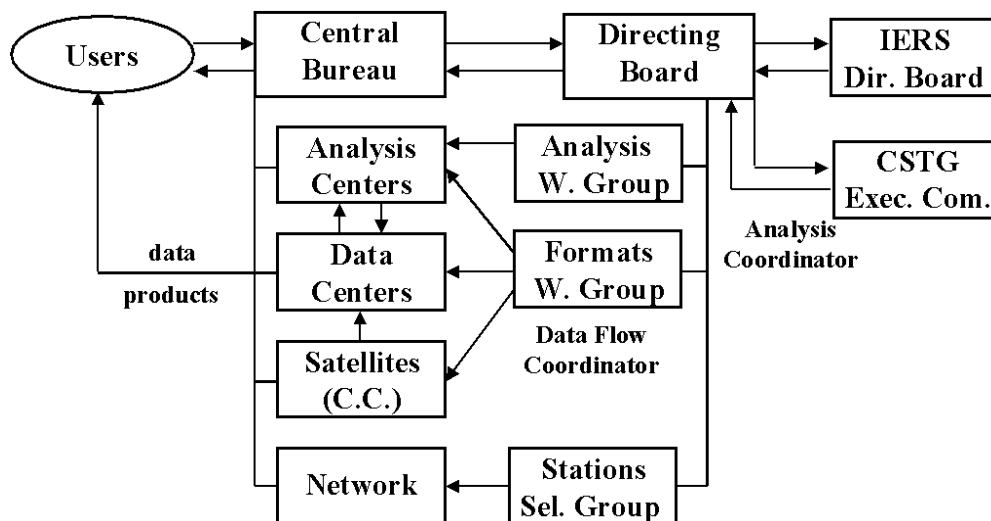 Users
Central
Bureau
Directing
Board
IERS
Dir. Board
Analysis
Centers
Analysis
W. Group
CSTG
Exec. Com.
Analysis
Coordinator
data
products
Data
Centers
Formats
W. Group
Data Flow
Coordinator
Satellites
(C.C.)
Network
Stations
Sel. Group